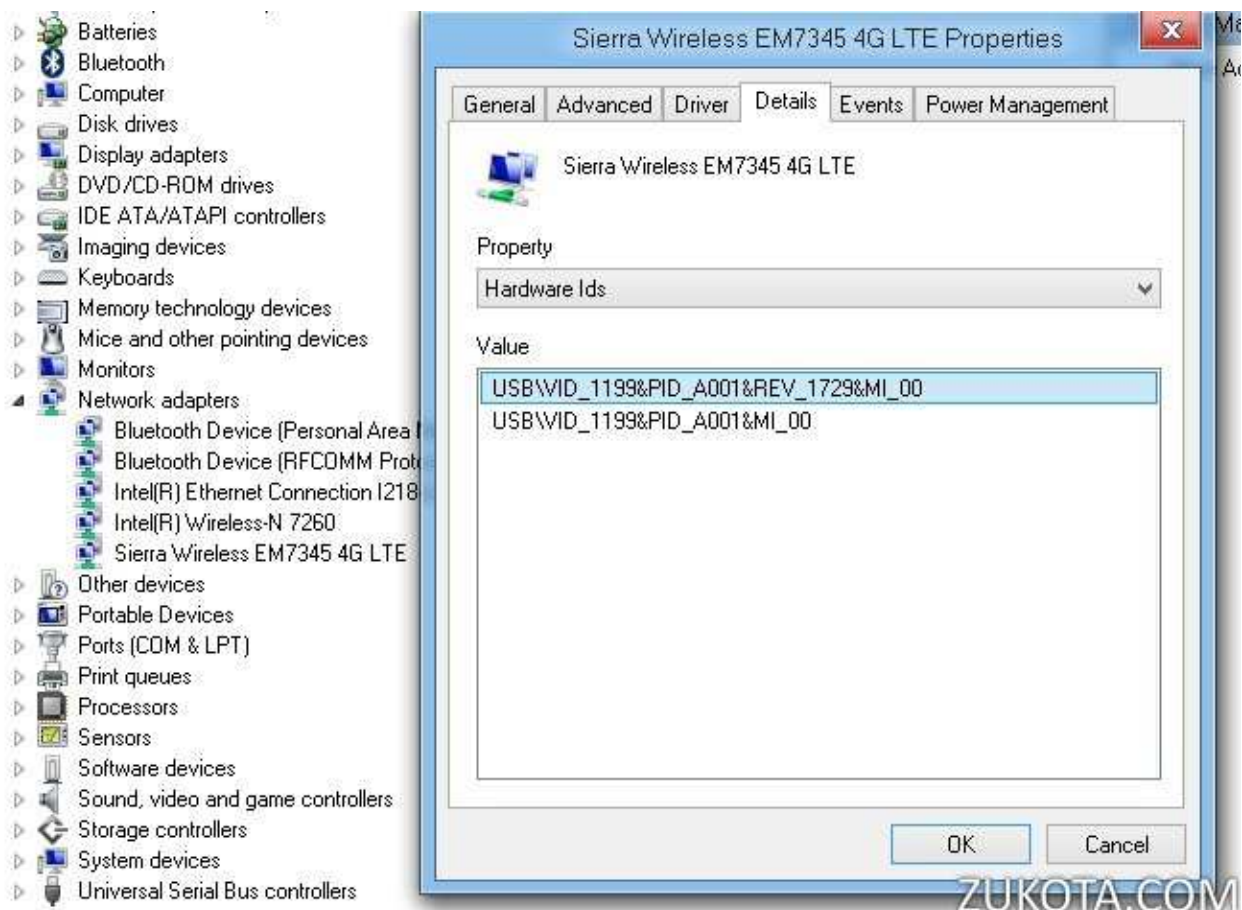 Batteries
Bluetooth
Computer
Disk drives
Display adapters
DVD/CD-ROM drives
IDE ATA/ATAPI controllers
Imaging devices
Keyboards
Memory technology devices
Mice and other pointing devices
Monitors
Network adapters
Bluetooth Device (Personal Area
Bluetooth Device (RFCOMM
Intel(R) Ethernet Connection I218
Intel(R) Wireless-N 7260
Sierra Wireless EM7345 4G LTE
Other devices
Portable Devices
Ports (COM & LPT)
Print queues
Processors
Sensors
Software devices
Sound, video and game controllers
Storage controllers
System devices
Universal Serial Bus controllers
Sierra Wireless EM7345 4G LTE Properties
General Advanced Driver Details Events Power Management
Sierra Wireless EM7345 4G LTE
Property
Hardware Ids
Value
USB\VID_1199&PID_A001&REV_1729&MI_00
USB\VID_1199&PID_A001&MI_00
OK Cancel
ZUKOTA.COM